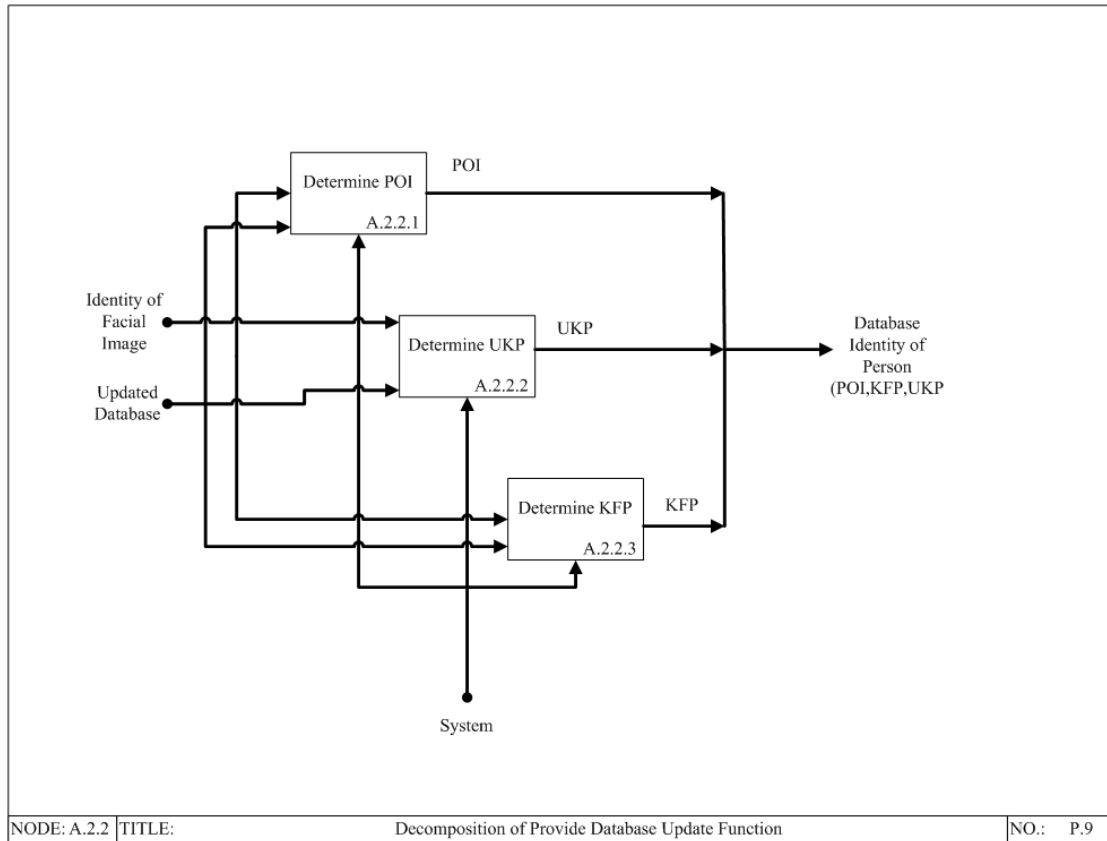 POI
Determine POI
A.2.2.1
Identity of
Facial
Image
UKP
Determine UKP
A.2.2.2
Database
Identity of
Person
(POI,KFP,UKP
Updated
Database
KFP
Determine KFP
A.2.2.3
System
NODE: A.2.2 TITLE: Decomposition of Provide Database Update Function NO.: P.9